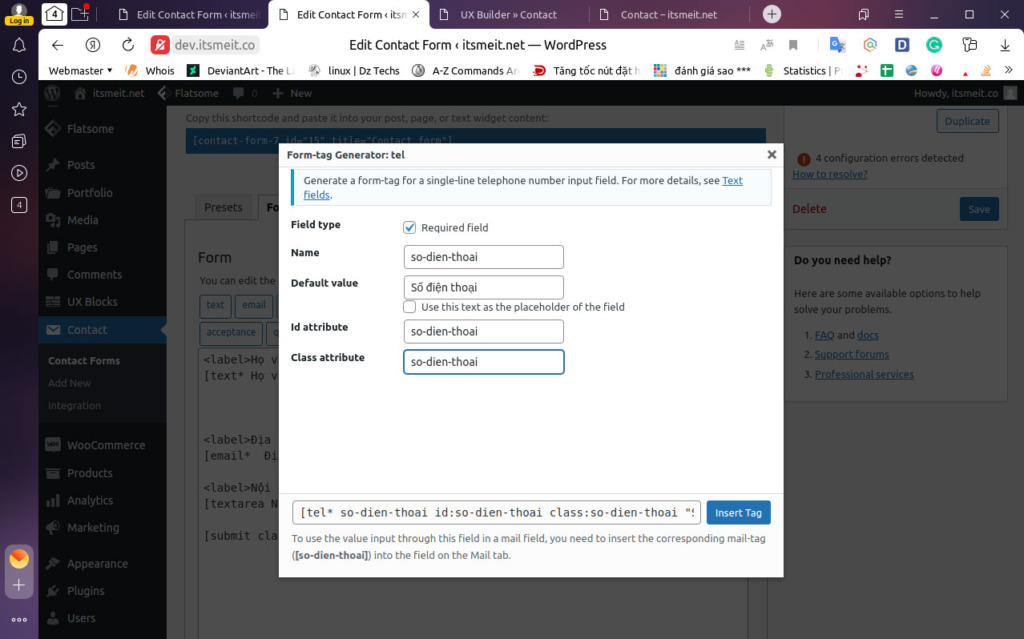 Log in
4
Edit Contact Form ‹ itsmei
Edit Contact Form ‹ itsm
UX Builder » Contact
Contact – itsmeit.net
dev.itsmeit.co
Edit Contact Form ‹ itsmeit.net — WordPress
Webmaster
Whois
DeviantArt - The L
linux | Dz Techs
A-Z Commands
Tăng tốc nút đặt h
đánh giá sao ***
Statistics |
itsmeit.net
Flatsome
0
New
Howdy, itsmeit.co
4
Flatsome
Posts
Portfolio
Media
Pages
Comments
UX Blocks
Contact
Contact Forms
Add New
Integration
WooCommerce
Products
Analytics
Marketing
Appearance
Plugins
Users
Copy this shortcode and paste it into your post, page, or text widget content:
[contact-form-7 id="15" title="Contact form"]
Presets
Fo
Form
You can edit the
text
email
acceptance
<label>Họ v
[text* Họ v
<label>Địa
[email* Đị
<label>Nội
[textarea N
[submit cla
Form-tag Generator: tel
Generate a form-tag for a single-line telephone number input field. For more details, see Text
fields.
Field type
Required field
Name
so-dien-thoai
Default value
Số điện thoại
Use this text as the placeholder of the field
Id attribute
so-dien-thoai
Class attribute
so-dien-thoai
[tel* so-dien-thoai id:so-dien-thoai class:so-dien-thoai "S
Insert Tag
To use the value input through this field in a mail field, you need to insert the corresponding mail-tag
([so-dien-thoai]) into the field on the Mail tab.
Duplicate
4 configuration errors detected
How to resolve?
Delete
Save
Do you need help?
Here are some available options to help
solve your problems.
1. FAQ and docs
2. Support forums
3. Professional services